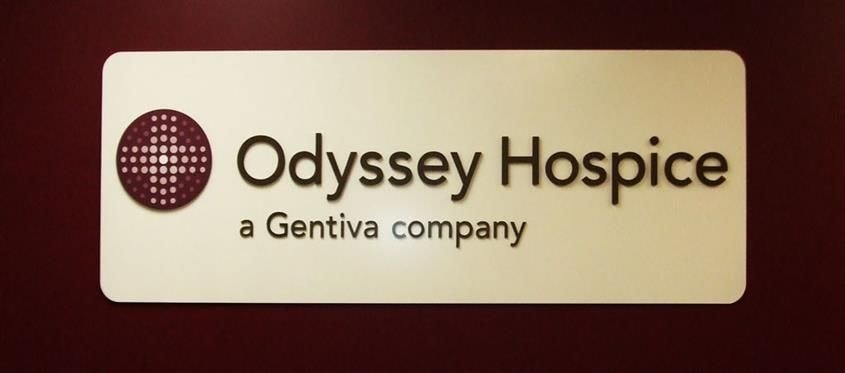 Odyssey Hospice
a Gentiva company